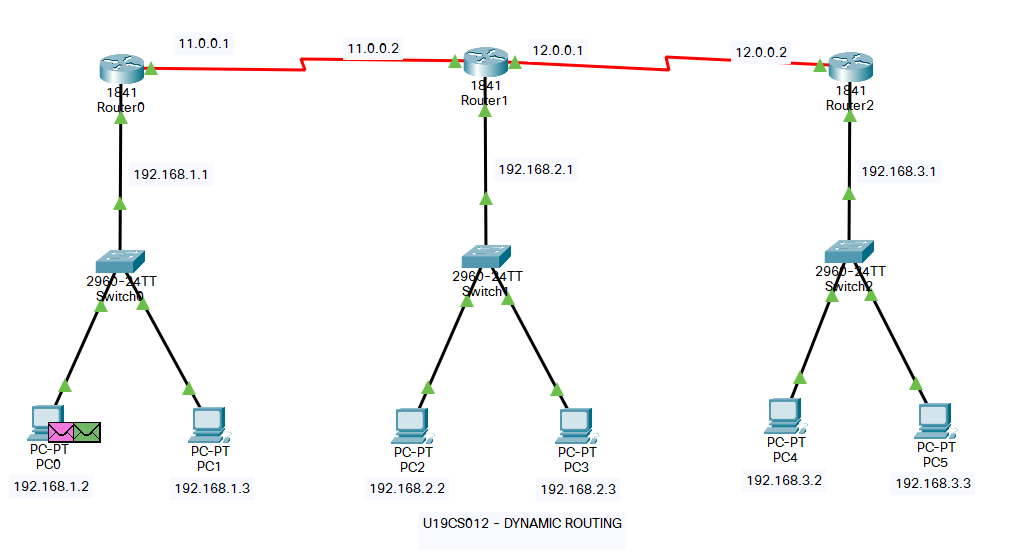 11.0.0.1
11.0.0.2
12.0.0.1
12.0.0.2
1841
Router0
1841
Router1
1841
Router2
192.168.1.1
192.168.2.1
192.168.3.1
2960-24TT
Switch0
2960-24TT
Switch1
2960-24TT
Switch2
PC-PT
PC0
PC-PT
PC1
PC-PT
PC2
PC-PT
PC3
PC-PT
PC4
PC-PT
PC5
192.168.1.2
192.168.1.3
192.168.2.2
192.168.2.3
192.168.3.2
192.168.3.3
U19CS012 - DYNAMIC ROUTING